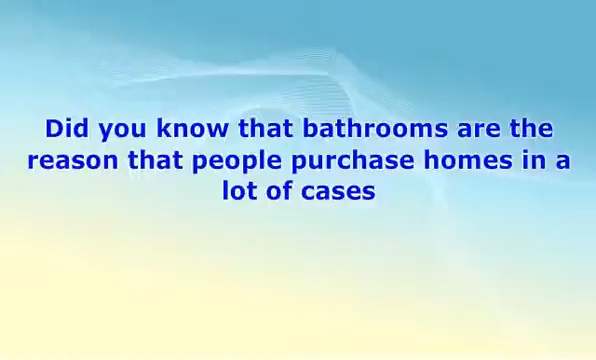 Did you know that bathrooms are the
reason that people purchase homes in a
lot of cases